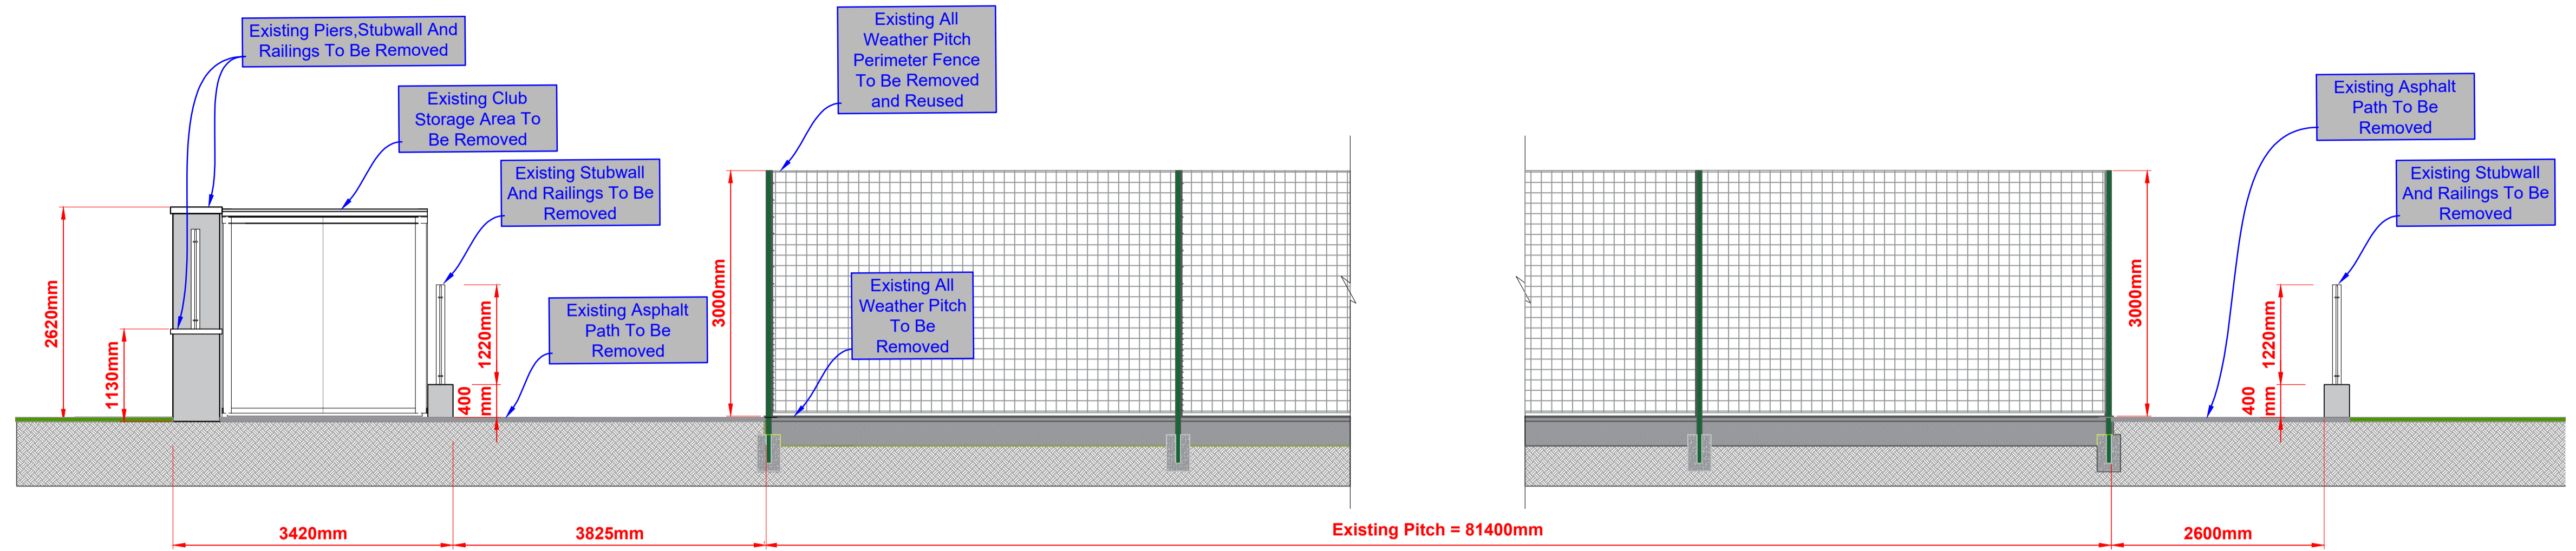 Existing Piers,Stubwall And
Railings To Be Removed
Existing Club
Storage Area To
Be Removed
Existing Stubwall
And Railings To Be
Removed
Existing Asphalt
Path To Be
Removed
Existing All
Weather Pitch
Perimeter Fence
To Be Removed
and Reused
Existing All
Weather Pitch
To Be
Removed
Existing Asphalt
Path To Be
Removed
Existing Stubwall
And Railings To Be
Removed
2620mm
1130mm
1220mm
400
mm
3000mm
3000mm
1220mm
400
mm
3420mm
3825mm
Existing Pitch = 81400mm
2600mm